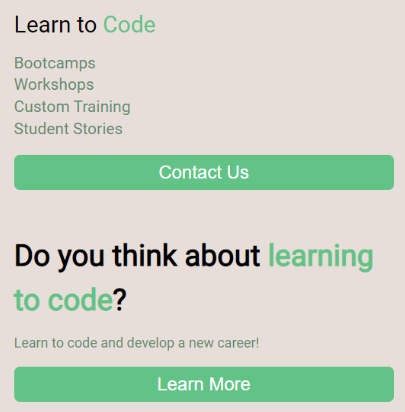 Learn to Code
Bootcamps
Workshops
Custom Training
Student Stories
Contact Us
Do you think about learning
to code?
Learn to code and develop a new career!
Learn More